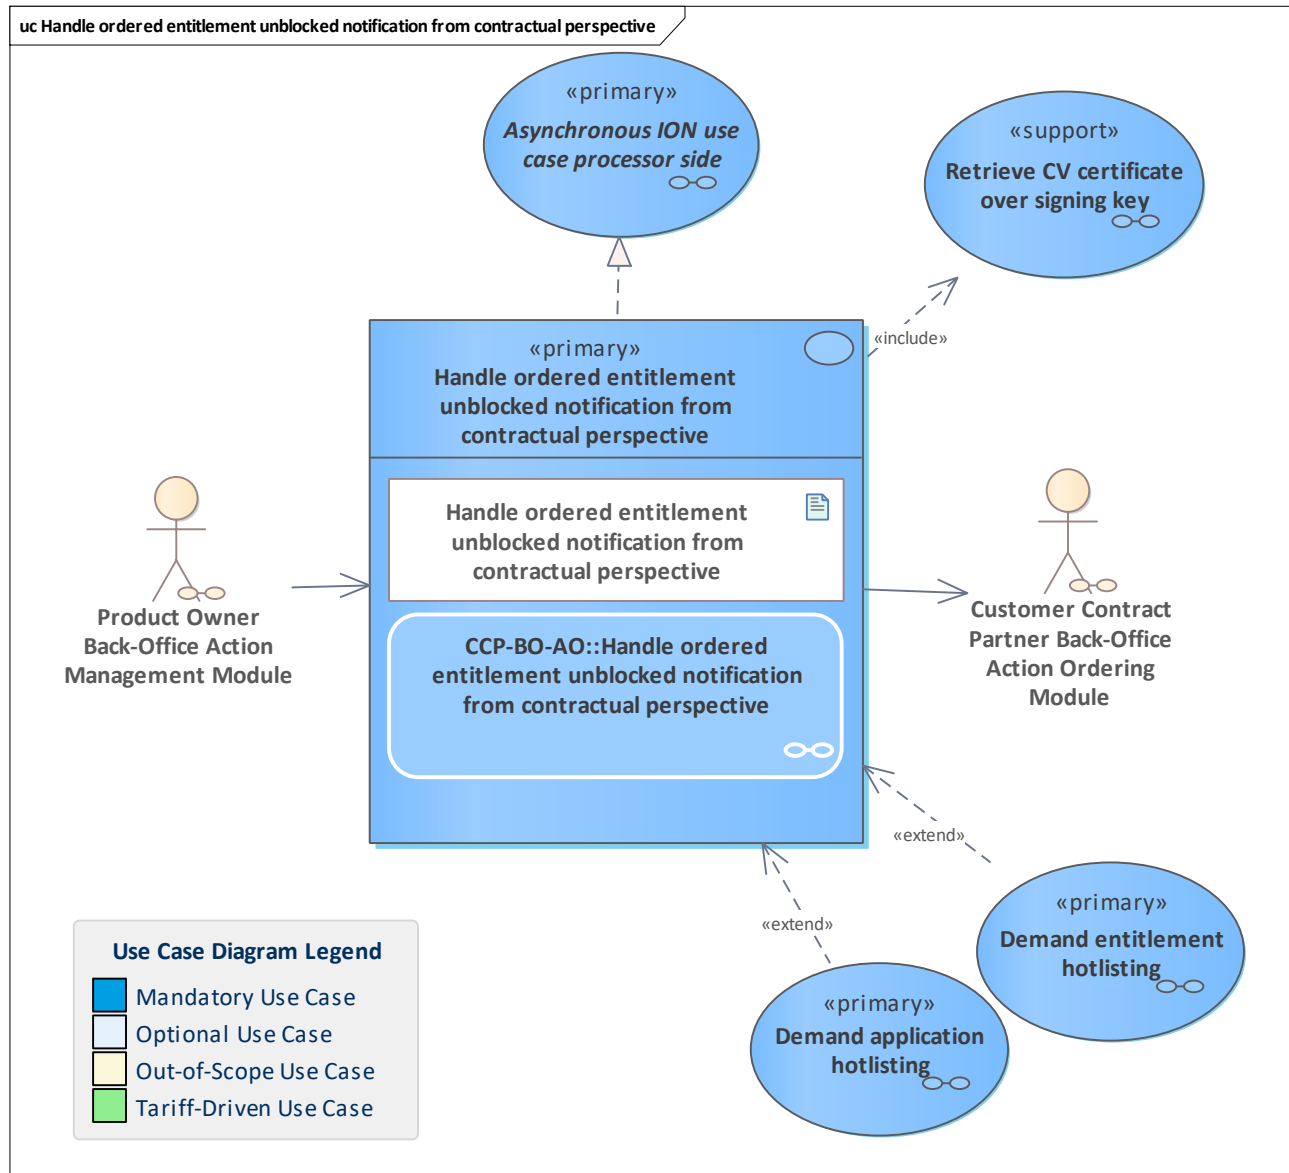 uc Handle ordered entitlement unblocked notification from contractual perspective
«primary»
Asynchronous ION use
case processor side
«support»
Retrieve CV certificate
over signing key
«include»
«primary»
Handle ordered entitlement
unblocked notification from
contractual perspective
Handle ordered entitlement
unblocked notification from
contractual perspective
CCP-BO-AO::Handle ordered
entitlement unblocked notification
from contractual perspective
Product Owner
Back-Office Action
Management Module
Customer Contract
Partner Back-Office
Action Ordering
Module
«extend»
«extend»
«primary»
Demand entitlement
hotlisting
«primary»
Demand application
hotlisting
Use Case Diagram Legend
Mandatory Use Case
Optional Use Case
Out-of-Scope Use Case
Tariff-Driven Use Case